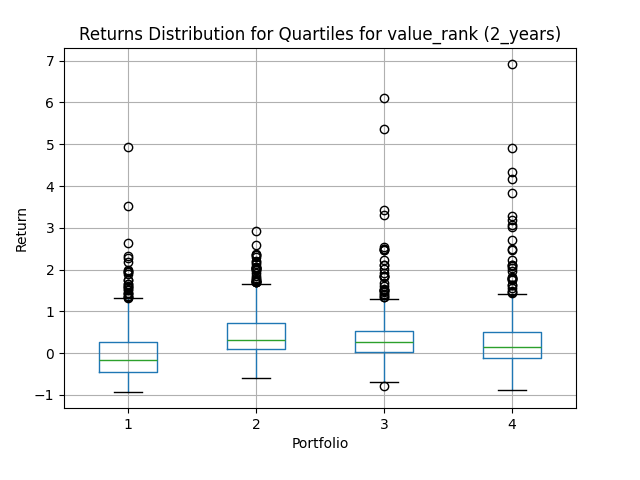 Returns Distribution for Quartiles for value_rank (2_years)
7
6
5
4
3
2
1
0
−1
Return
1 2 3 4
Portfolio